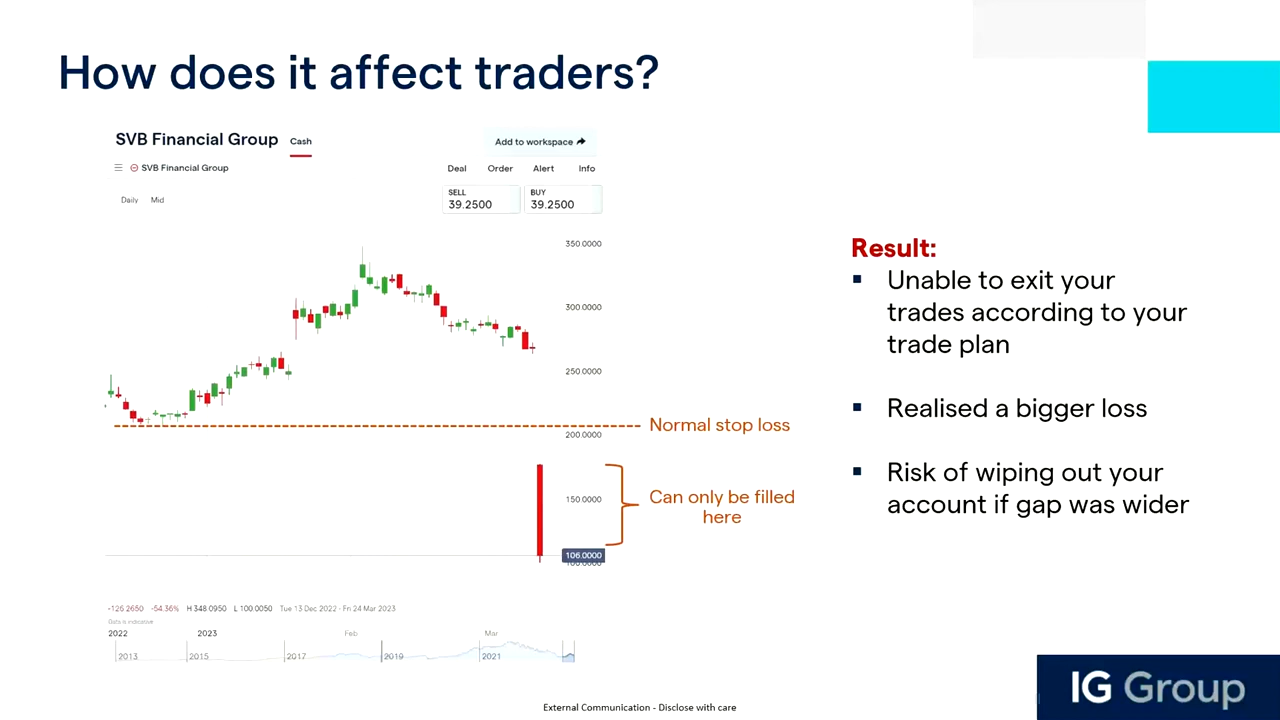 How does it affect traders?
SVB Financial Group Cash
Add to workspace
SVB Financial Group
Deal Order Alert Info
Daily Mid
SELL
39.2500
BUY
39.2500
350.0000
300.0000
250.0000
200.0000
150.0000
106.0000
100.0000
Normal stop loss
Can only be filled
here
Result:
Unable to exit your
trades according to your
trade plan
Realised a bigger loss
Risk of wiping out your
account if gap was wider
-126.2650 -54.36% H 348.0950 L 100.0050 Tue 13 Dec 2022 - Fri 24 Mar 2023
Data is indicative
2022 2023 Feb Mar
2013 2015 2017 2019 2021
IG Group
External Communication - Disclose with care